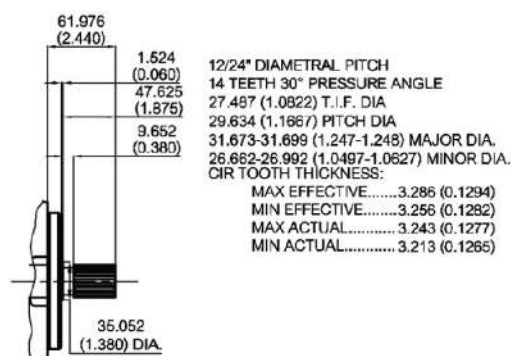 61.976
(2.440)
1.524
(0.060)
47.625
(1.875)
9.652
(0.380)
12/24" DIAMETRAL PITCH
14 TEETH 30° PRESSURE ANGLE
27.487 (1.0822) T.I.F. DIA
29.634 (1.1667) PITCH DIA
31.673-31.699 (1.247-1.248) MAJOR DIA.
26.662-26.992 (1.0497-1.0627) MINOR DIA.
CIR TOOTH THICKNESS:
MAX EFFECTIVE.......3.286 (0.1294)
MIN EFFECTIVE........3.256 (0.1282)
MAX ACTUAL............3.243 (0.1277)
MIN ACTUAL............3.213 (0.1265)
35.052
(1.380) DIA.